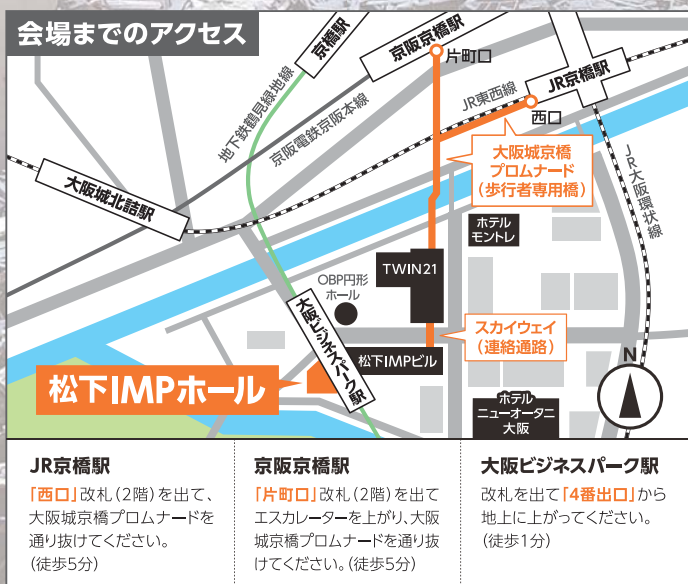 会場までのアクセス
京橋駅
京阪京橋駅
片町口
JR京橋駅
西口
JR東西線
地下鉄鶴見緑地線
京阪電鉄京阪本線
大阪城京橋
プロムナード
(歩行者専用橋)
JR大阪環状線
大阪城北詰駅
ホテル
モントレ
TWIN21
OBP円形
ホール
大阪ビジネスパーク駅
スカイウェイ
(連絡通路)
松下IMPビル
松下IMPホール
N
ホテル
ニューオータニ
大阪
JR京橋駅
「西口」改札(2階)を出て、
大阪城京橋プロムナードを
通り抜けてください。
(徒歩5分)
京阪京橋駅
「片町口」改札(2階)を出て
エスカレーターを上がり、大阪
城京橋プロムナードを通り抜
けてください。(徒歩5分)
大阪ビジネスパーク駅
改札を出て「4番出口」から
地上に上がってください。
(徒歩1分)